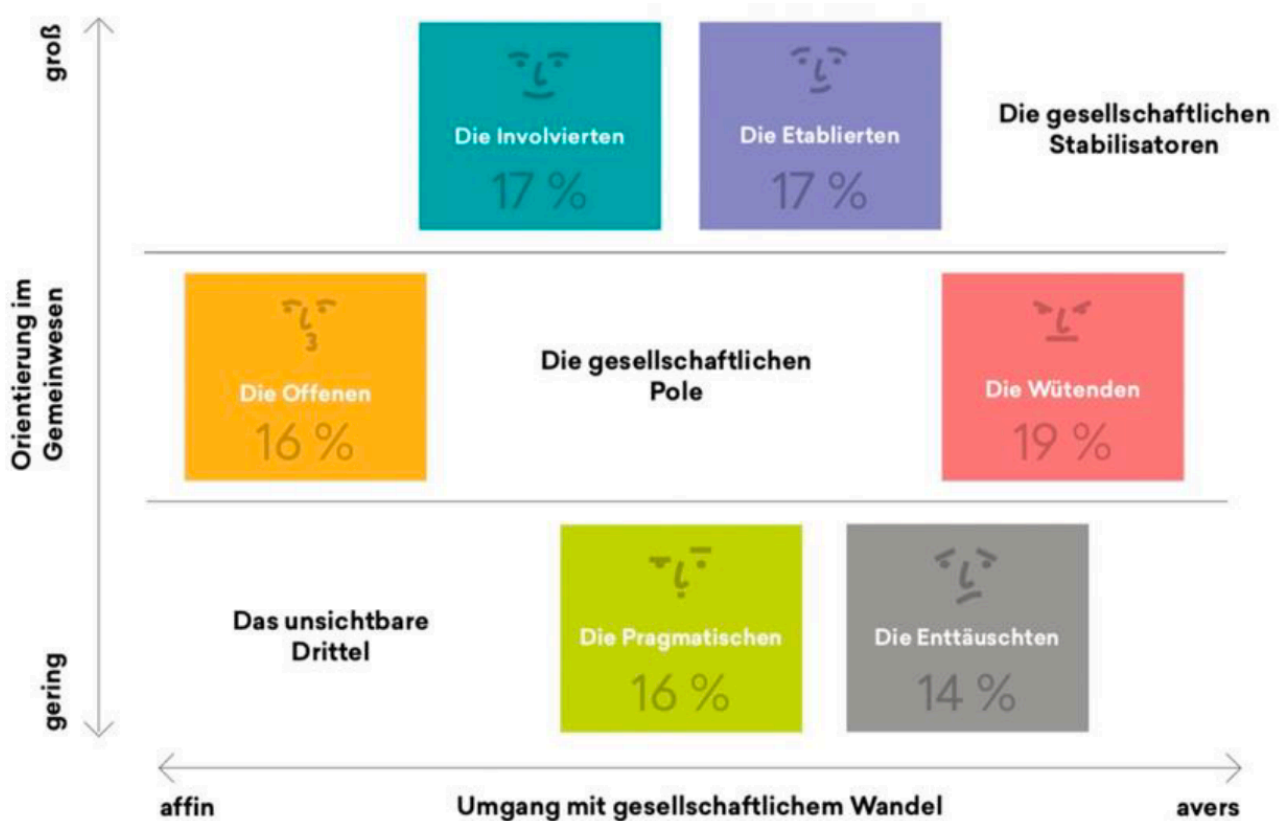 groß
Die Involvierten
17 %
Die Etablierten
17 %
Die gesellschaftlichen
Stabilisatoren
Orientierung im
Gemeinwesen
Die Offenen
16 %
Die gesellschaftlichen
Pole
Die Wütenden
19 %
Das unsichtbare
Drittel
Die Pragmatischen
16 %
Die Enttäuschten
14 %
gering
affin
Umgang mit gesellschaftlichem Wandel
avers